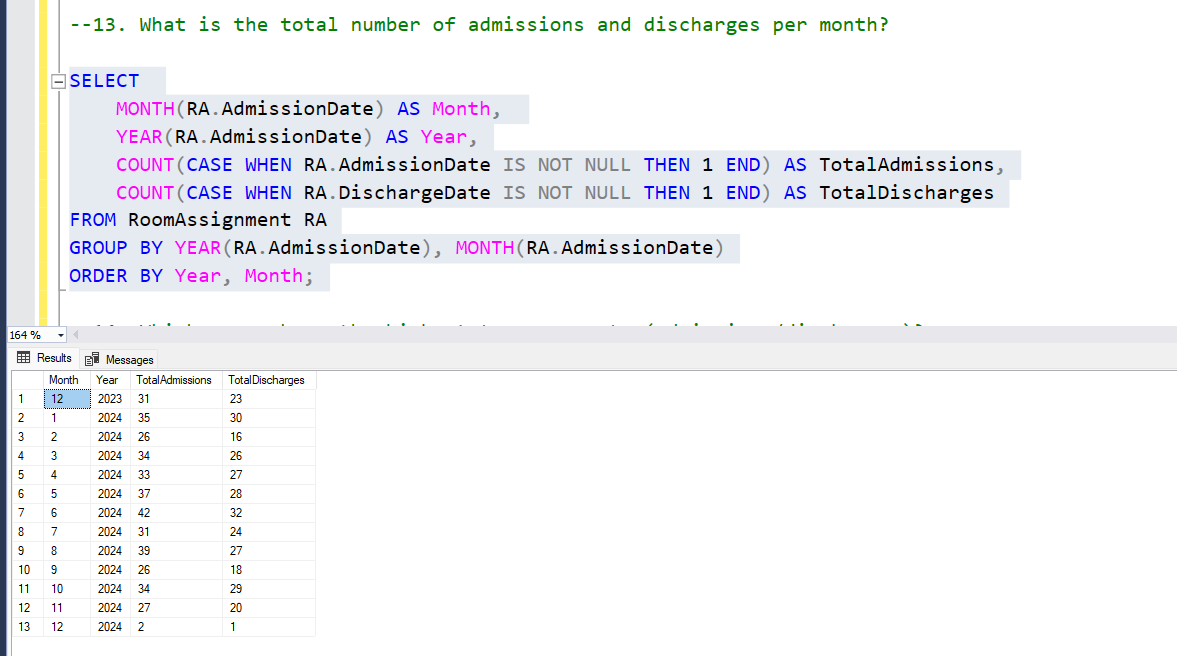 --13. What is the total number of admissions and discharges per month?
SELECT
MONTH(RA.AdmissionDate) AS Month,
YEAR(RA.AdmissionDate) AS Year,
COUNT(CASE WHEN RA.AdmissionDate IS NOT NULL THEN 1 END) AS TotalAdmissions,
COUNT(CASE WHEN RA.DischargeDate IS NOT NULL THEN 1 END) AS TotalDischarges
FROM RoomAssignment RA
GROUP BY YEAR(RA.AdmissionDate), MONTH(RA.AdmissionDate)
ORDER BY Year, Month;
164 %
Results Messages
Month Year TotalAdmissions TotalDischarges
1 12 2023 31 23
2 1 2024 35 30
3 2 2024 26 16
4 3 2024 34 26
5 4 2024 33 27
6 5 2024 37 28
7 6 2024 42 32
8 7 2024 31 24
9 8 2024 39 27
10 9 2024 26 18
11 10 2024 34 29
12 11 2024 27 20
13 12 2024 2 1